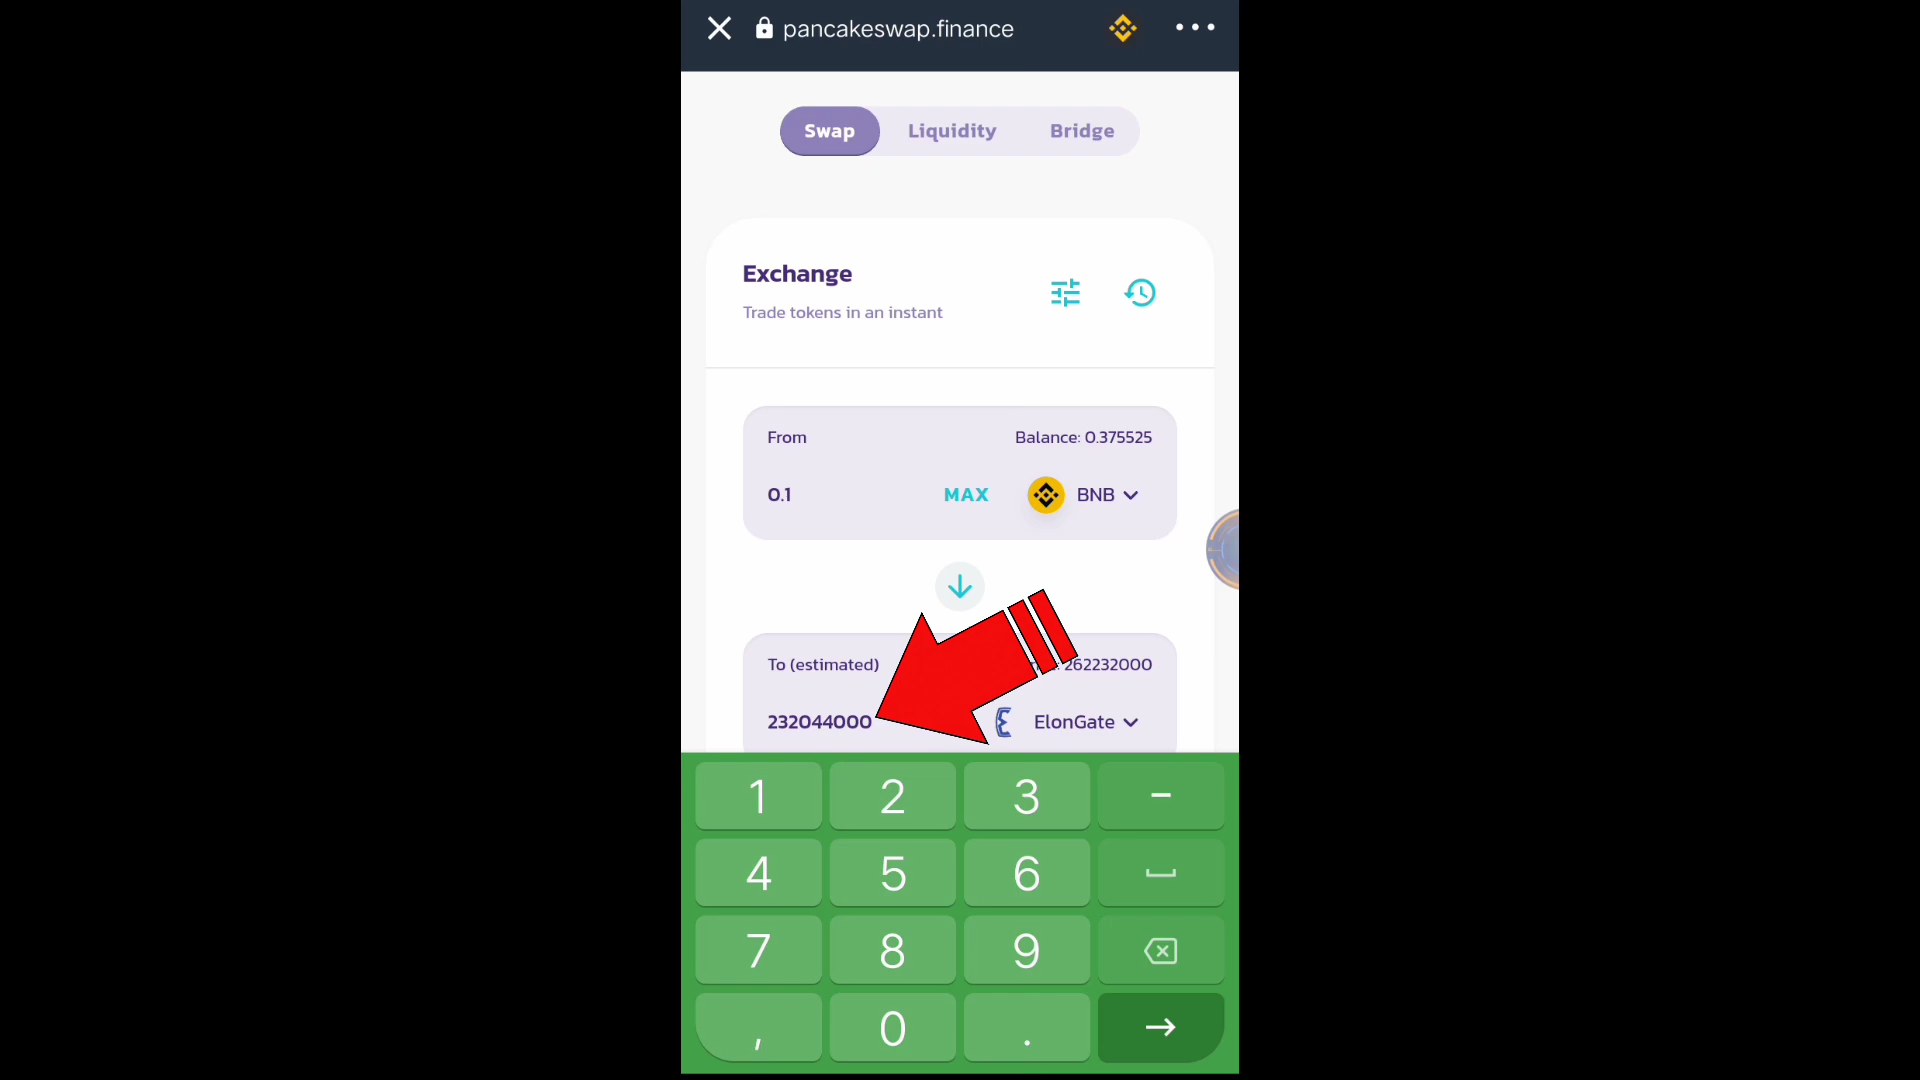 pancakeswap.finance
Swap Liquidity Bridge
Exchange
Trade tokens in an instant
From Balance: 0.375525
0.1 MAX BNB
To (estimated) 262232000
232044000 ElonGate
1 2 3 -
4 5 6
7 8 9
, 0 .